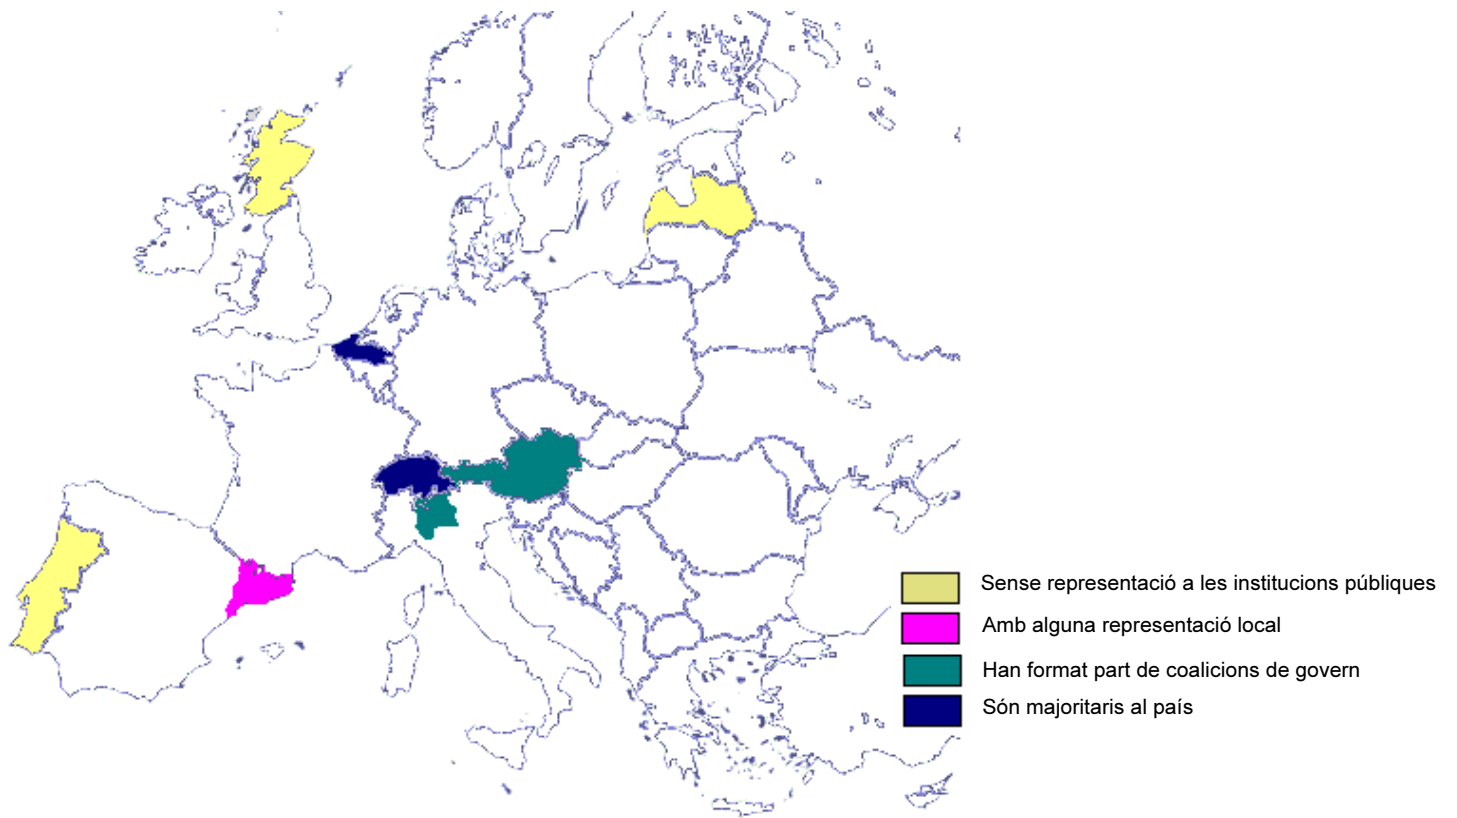 Sense representació a les institucions públiques
Amb alguna representació local
Han format part de coalicions de govern
Són majoritaris al país